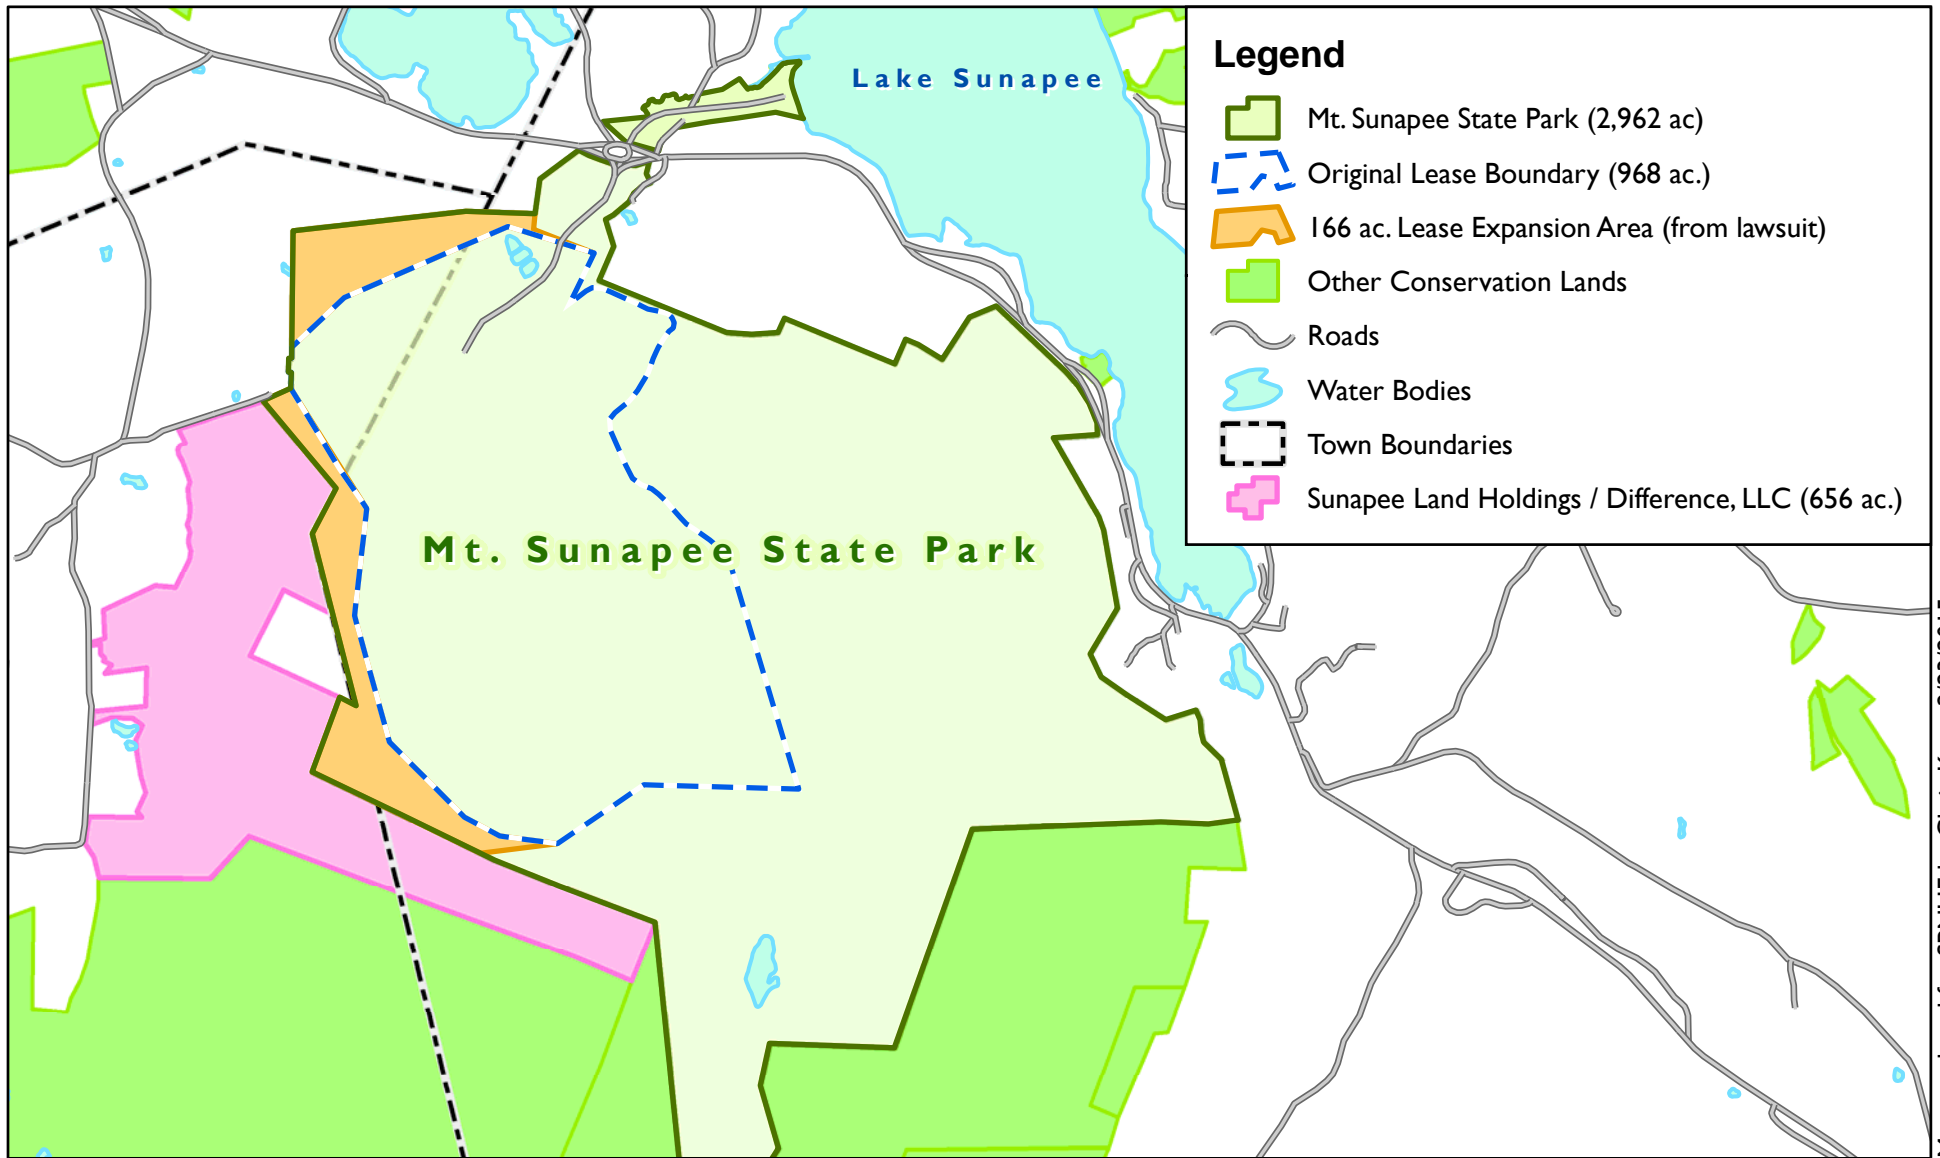 Lake Sunapee
Legend
Mt. Sunapee State Park (2,962 ac)
Original Lease Boundary (968 ac.)
166 ac. Lease Expansion Area (from lawsuit)
Other Conservation Lands
Roads
Water Bodies
Town Boundaries
Sunapee Land Holdings / Difference, LLC (656 ac.)
Mt. Sunapee State Park